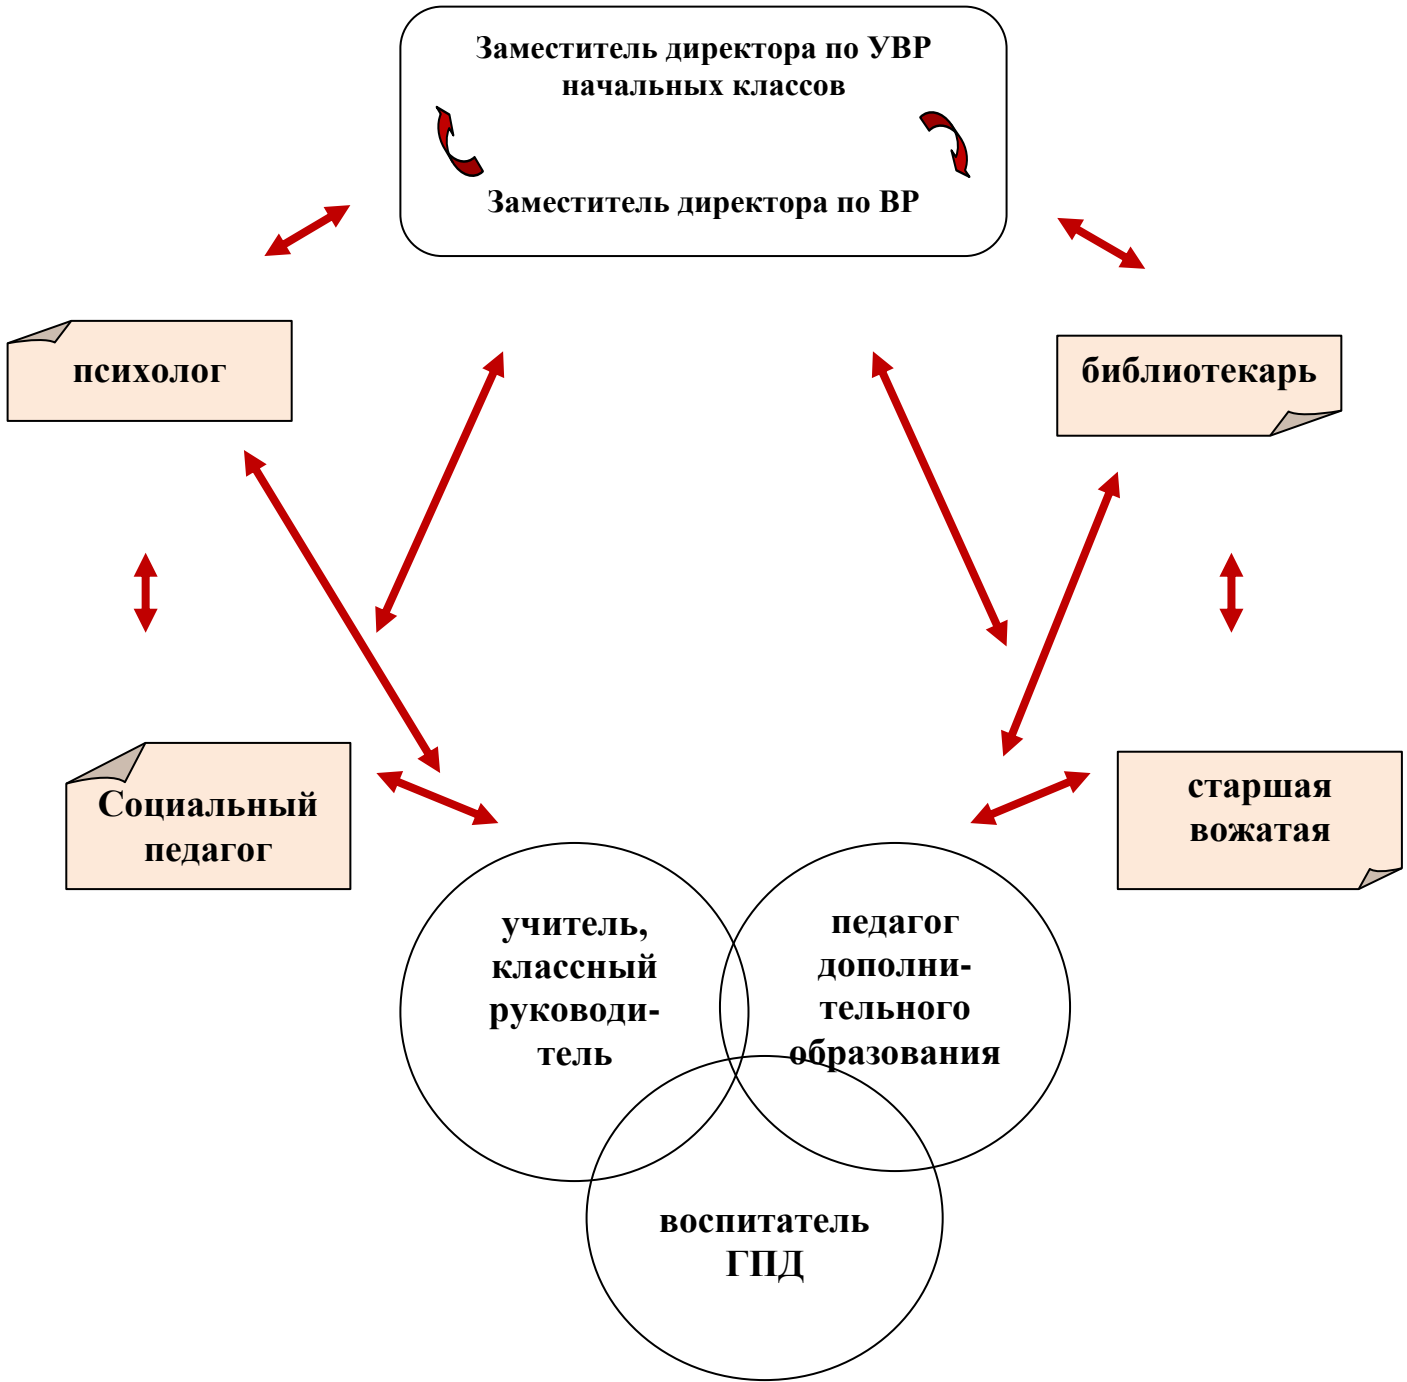 Заместитель директора по УВР
начальных классов
Заместитель директора по ВР
психолог
библиотекарь
Социальный
педагог
старшая
вожатая
учитель,
классный
руководи-
тель
педагог
дополни-
тельного
образования
воспитатель
ГПД